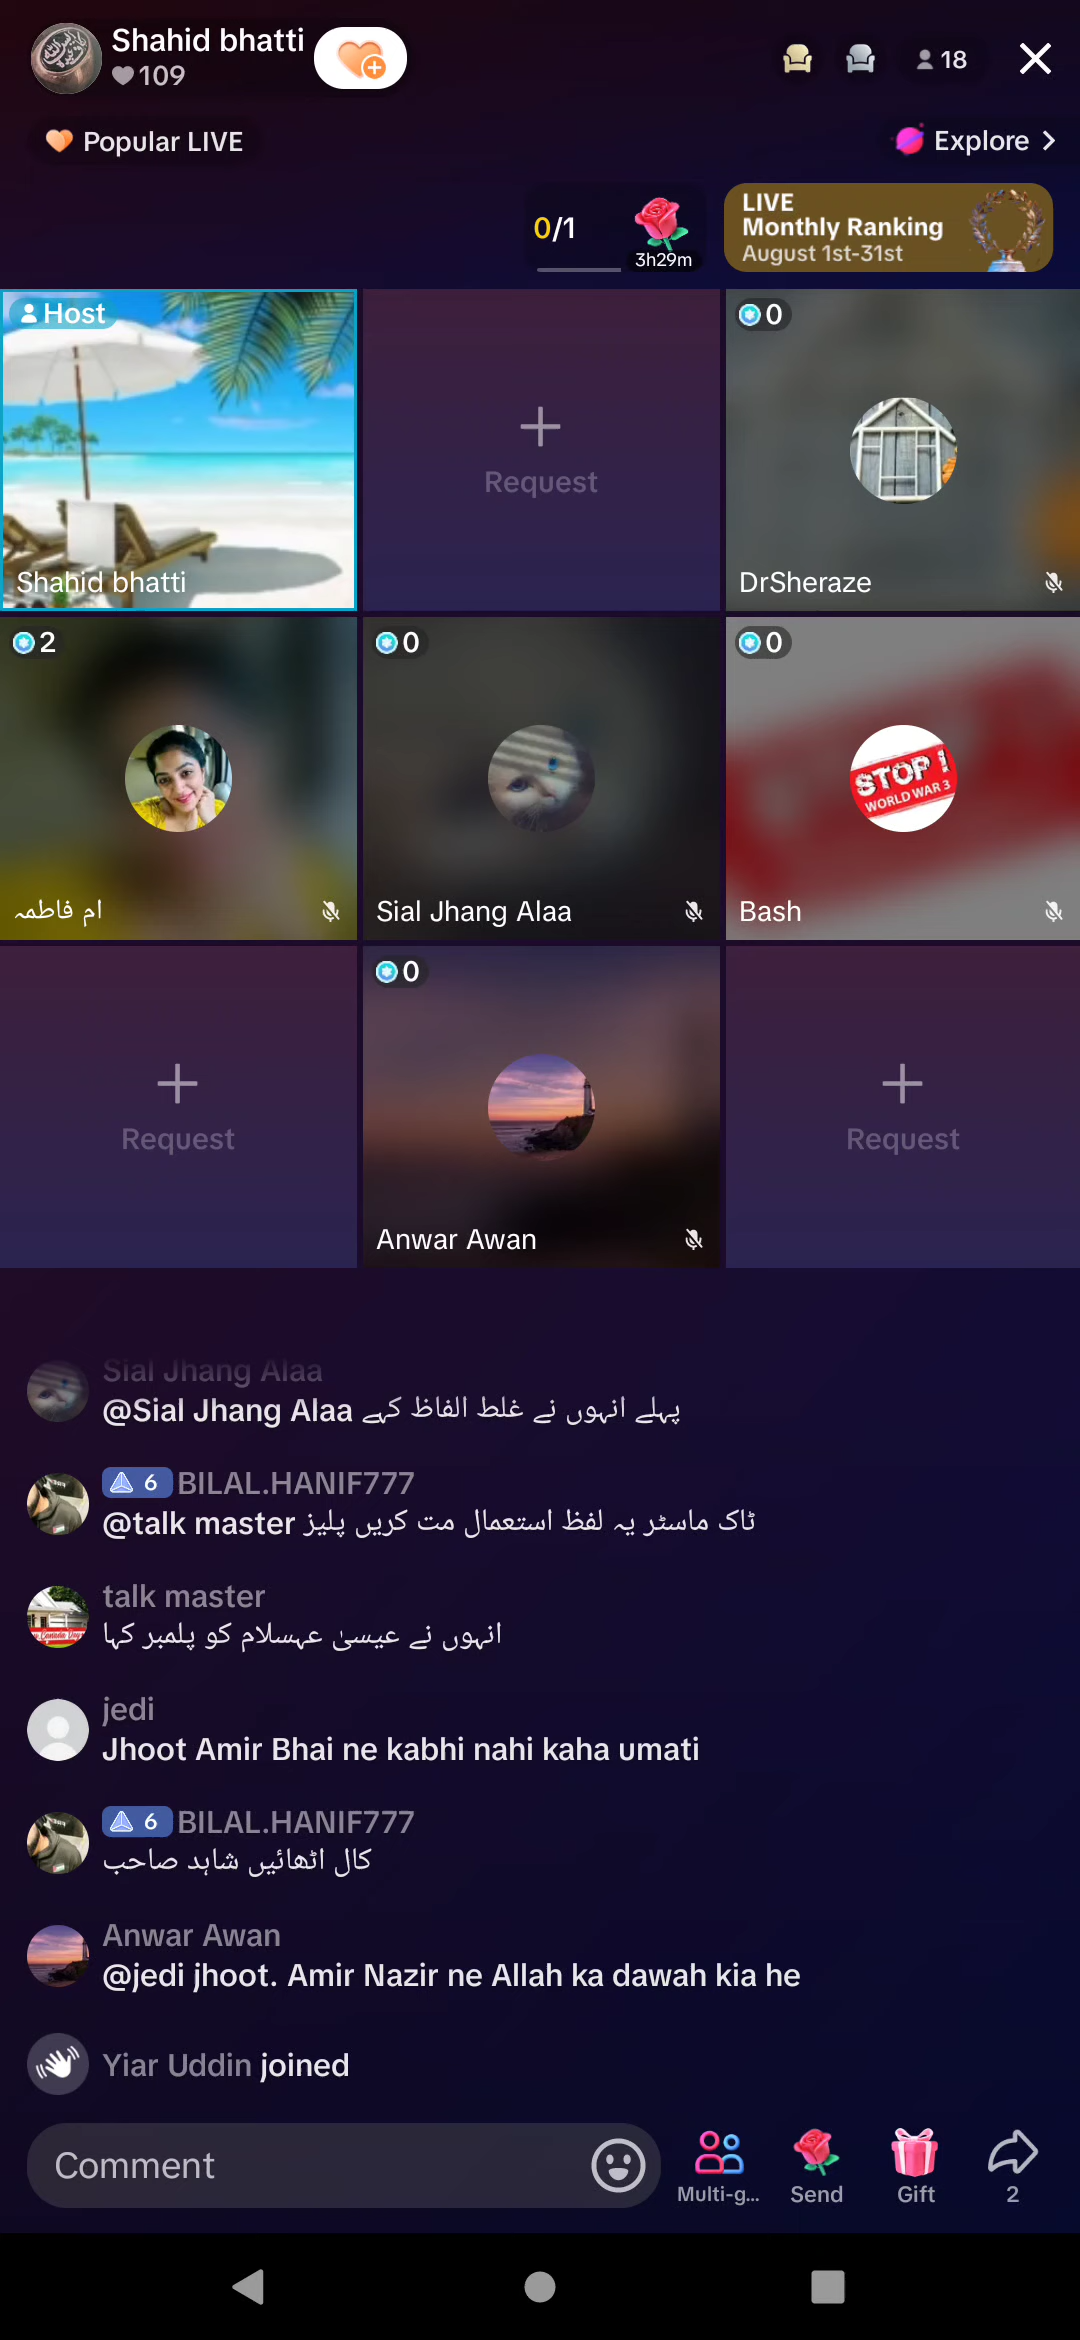 Shahid bhatti
109
18
Popular LIVE
Explore
0/1
3h29m
LIVE
Monthly Ranking
August 1st-31st
Host
Shahid bhatti
Request
0
DrSheraze
2
ام فاطمہ
0
Sial Jhang Alaa
0
STOP !
WORLD WAR 3
Bash
Request
0
Anwar Awan
Request
Sial Jhang Alaa
@Sial Jhang Alaa پہلے انہوں نے غلط الفاظ کہے
6 BILAL.HANIF777
@talk master ٹاک ماسٹر یہ لفظ استعمال مت کریں پلیز
talk master
انہوں نے عیسیٰ عہسلام کو پلمبر کہا
jedi
Jhoot Amir Bhai ne kabhi nahi kaha umati
6 BILAL.HANIF777
کال اٹھائیں شاہد صاحب
Anwar Awan
@jedi jhoot. Amir Nazir ne Allah ka dawah kia he
Yiar Uddin joined
Comment
Multi-g...
Send
Gift
2